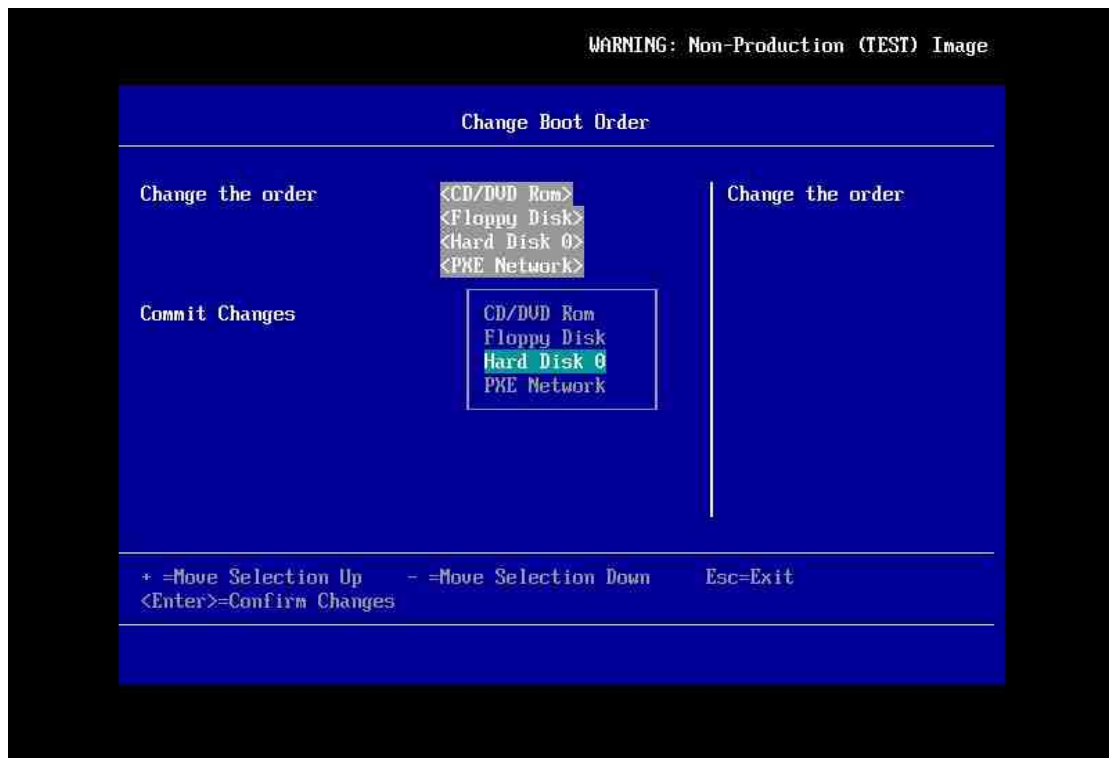 WARNING: Non-Production (TEST) Image
Change Boot Order
Change the order
<CD/DVD Rom>
<Floppy Disk>
<Hard Disk 0>
<PXE Network>
Change the order
Commit Changes
CD/DVD Rom
Floppy Disk
Hard Disk 0
PXE Network
+ =Move Selection Up - =Move Selection Down Esc=Exit
<Enter>=Confirm Changes